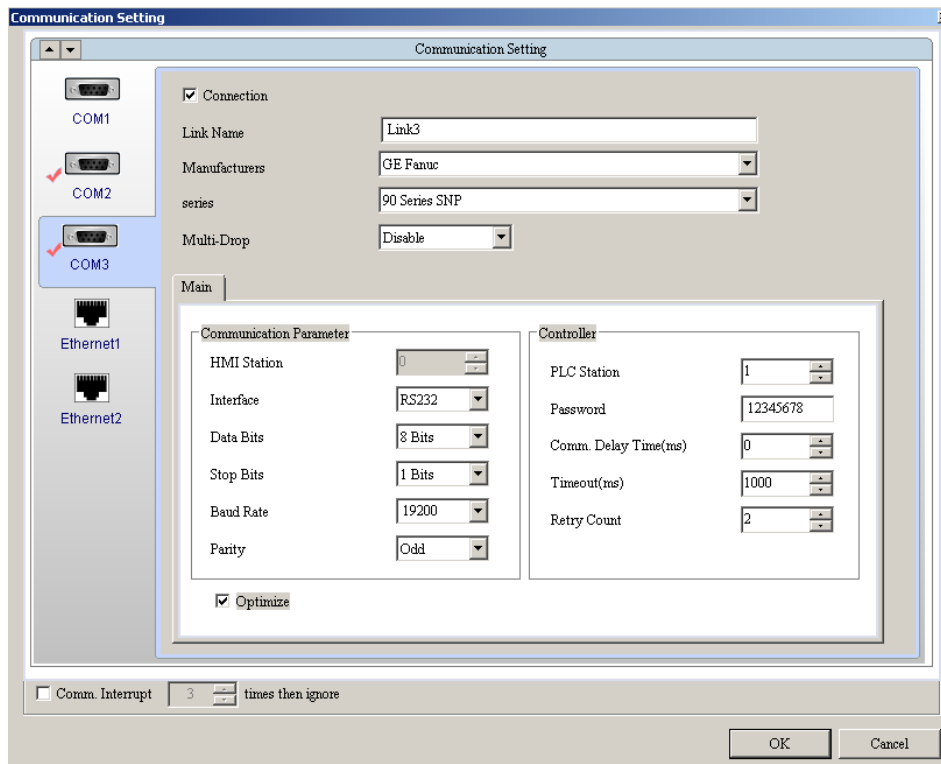 Communication Setting
Communication Setting
COM1
COM2
COM3
Ethernet1
Ethernet2
Connection
Link Name Link3
Manufacturers GE Fanuc
series 90 Series SNP
Multi-Drop Disable
Main
Communication Parameter
HMI Station 0
Interface RS232
Data Bits 8 Bits
Stop Bits 1 Bits
Baud Rate 19200
Parity Odd
Controller
PLC Station 1
Password 12345678
Comm. Delay Time(ms) 0
Timeout(ms) 1000
Retry Count 2
Optimize
Comm. Interrupt 3 times then ignore
OK Cancel